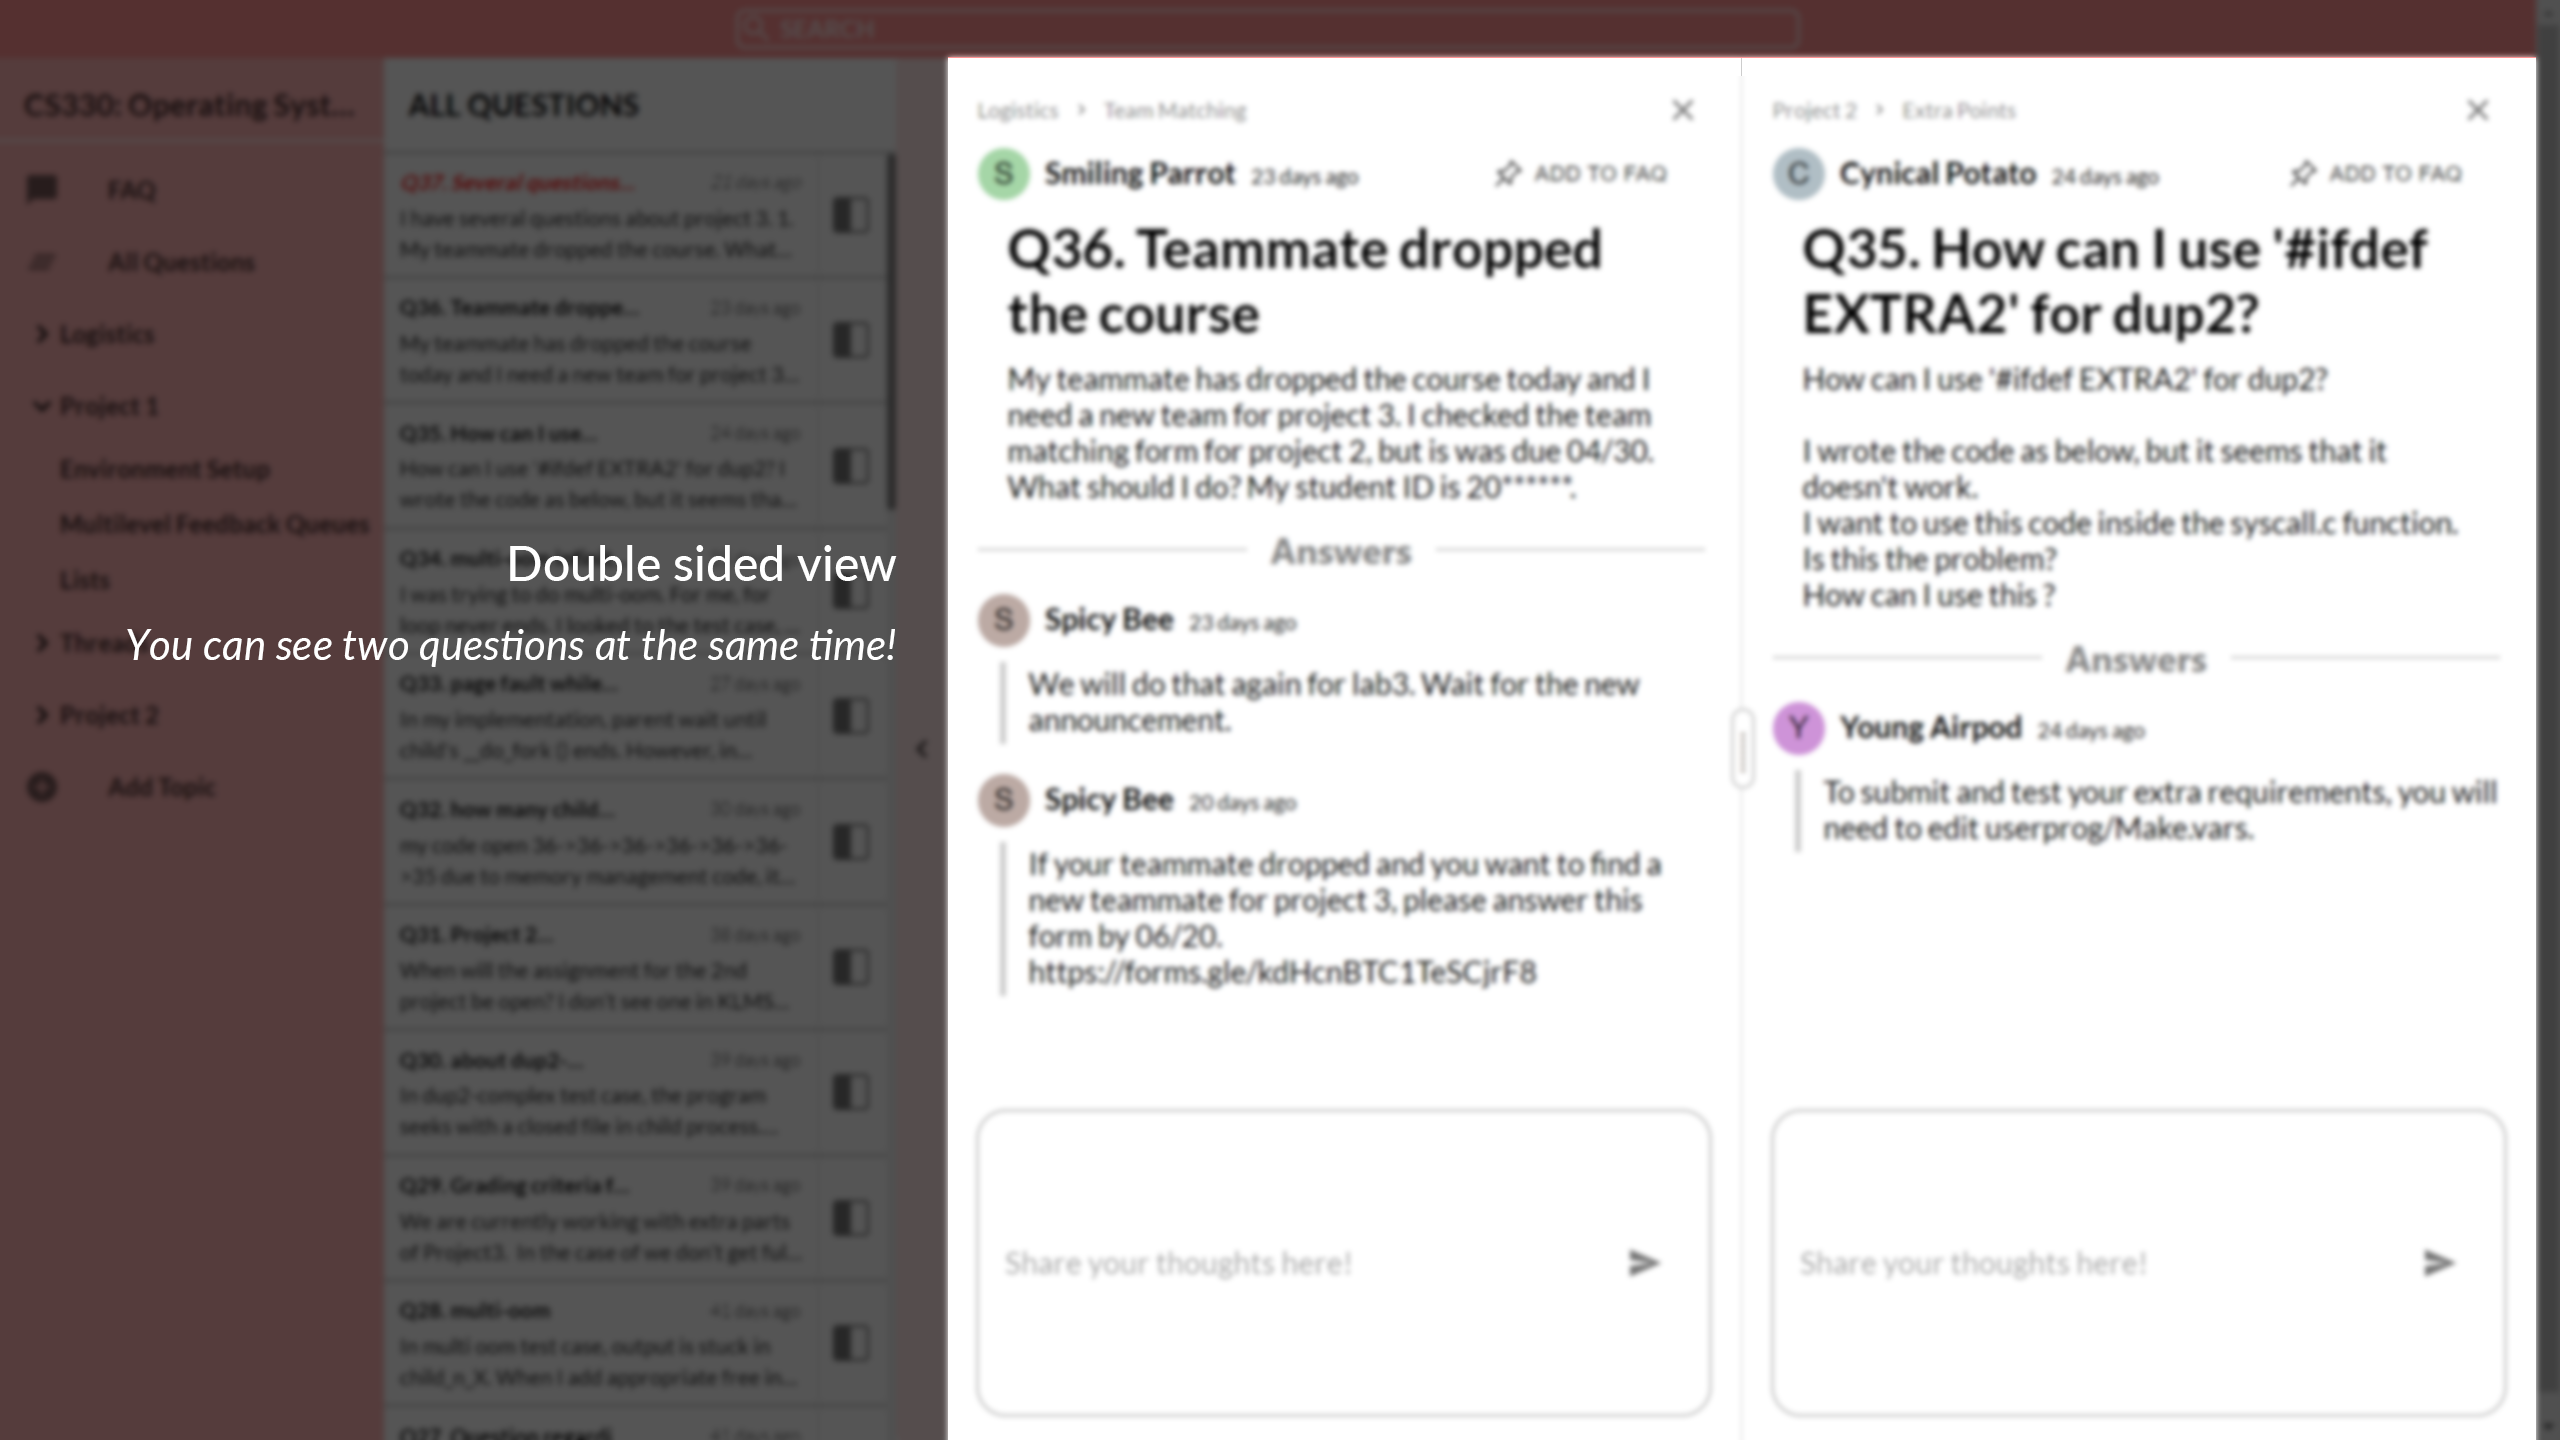 SEARCH
CS330: Operating Syst...
FAQ
All Questions
Logistics
Project 1
Environment Setup
Multilevel Feedback Queues
Lists
Project 2
Add Topic
ALL QUESTIONS
Q37. Several questions...
I have several questions about project 3. 1.
My teammate dropped the course. What...
Q36. Teammate droppe...
23 days ago
My teammate has dropped the course
today and I need a new team for project 3...
Q35. How can I use...
24 days ago
How can I use '#ifdef EXTRA2' for dup2? I
wrote the code as below, but it seems tha...
Q34. multi-
I was trying to do multi-oom. For me, for
loop never ends. I looked to the test case,
Q33. page fault while...
27 days ago
In my implementation, parent wait until
child's __do_fork () ends. However, in...
Q32. how many child...
30 days ago
my code open 36->36->36->36->36->36-
>35 due to memory management code, it...
Q31. Project 2...
36 days ago
When will the assignment for the 2nd
project be open? I don't see one in KLMS...
Q30. about dup2-...
39 days ago
In dup2-complex test case, the program
seeks with a closed file in child process....
Q29. Grading criteria f...
39 days ago
We are currently working with extra parts
of Project3. In the case of we don't get ful...
Q28. multi-oom
41 days ago
In multi oom test case, output is stuck in
child_n_X. When I add appropriate free in...
Q27. Question regardi
41 days ago
Double sided view
You can see two questions at the same time!
Logistics > Team Matching
S Smiling Parrot 23 days ago ADD TO FAQ
Q36. Teammate dropped
the course
My teammate has dropped the course today and I
need a new team for project 3. I checked the team
matching form for project 2, but is was due 04/30.
What should I do? My student ID is 20******.
Answers
S Spicy Bee 23 days ago
We will do that again for lab3. Wait for the new
announcement.
S Spicy Bee 20 days ago
If your teammate dropped and you want to find a
new teammate for project 3, please answer this
form by 06/20.
https://forms.gle/kdHcnBTC1TeSCjrF8
Share your thoughts here!
Project 2 > Extra Points
C Cynical Potato 24 days ago ADD TO FAQ
Q35. How can I use '#ifdef
EXTRA2' for dup2?
How can I use '#ifdef EXTRA2' for dup2?
I wrote the code as below, but it seems that it
doesn't work.
I want to use this code inside the syscall.c function.
Is this the problem?
How can I use this ?
Answers
Y Young Airpod 24 days ago
To submit and test your extra requirements, you will
need to edit userprog/Make.vars.
Share your thoughts here!